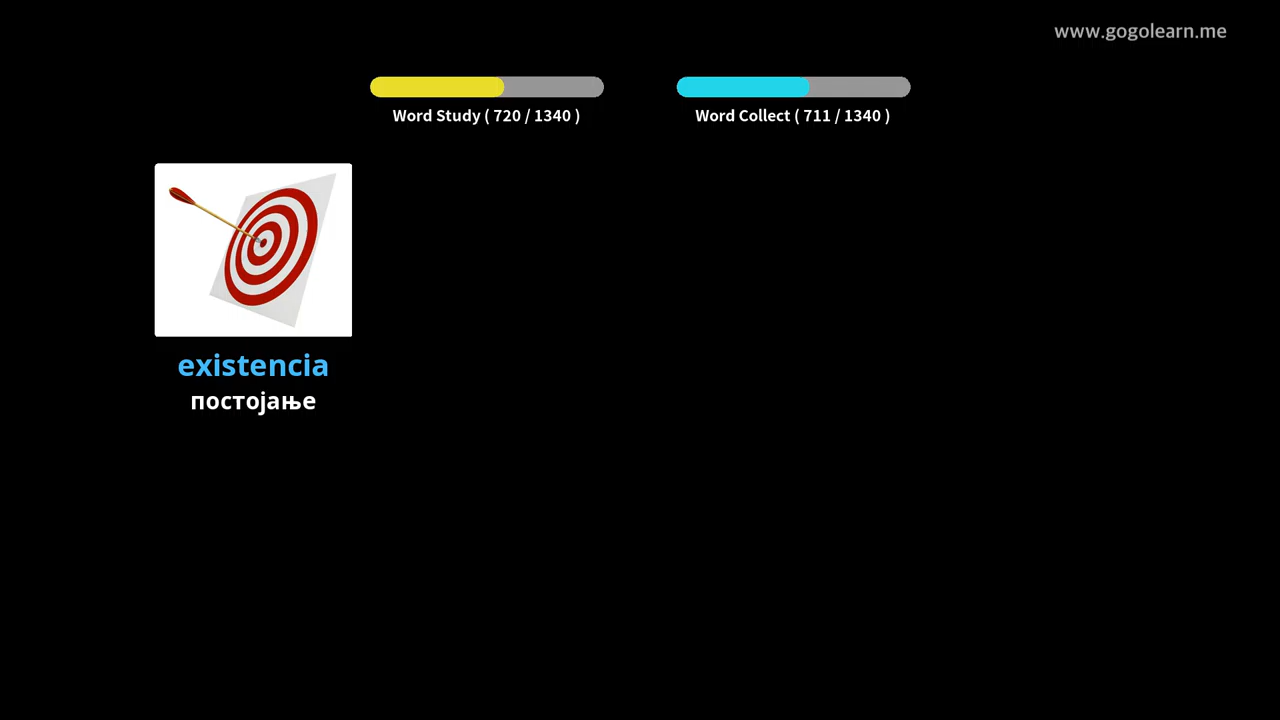 www.gogolearn.me
Word Study ( 720 / 1340 )
Word Collect ( 711 / 1340 )
existencia
постојање